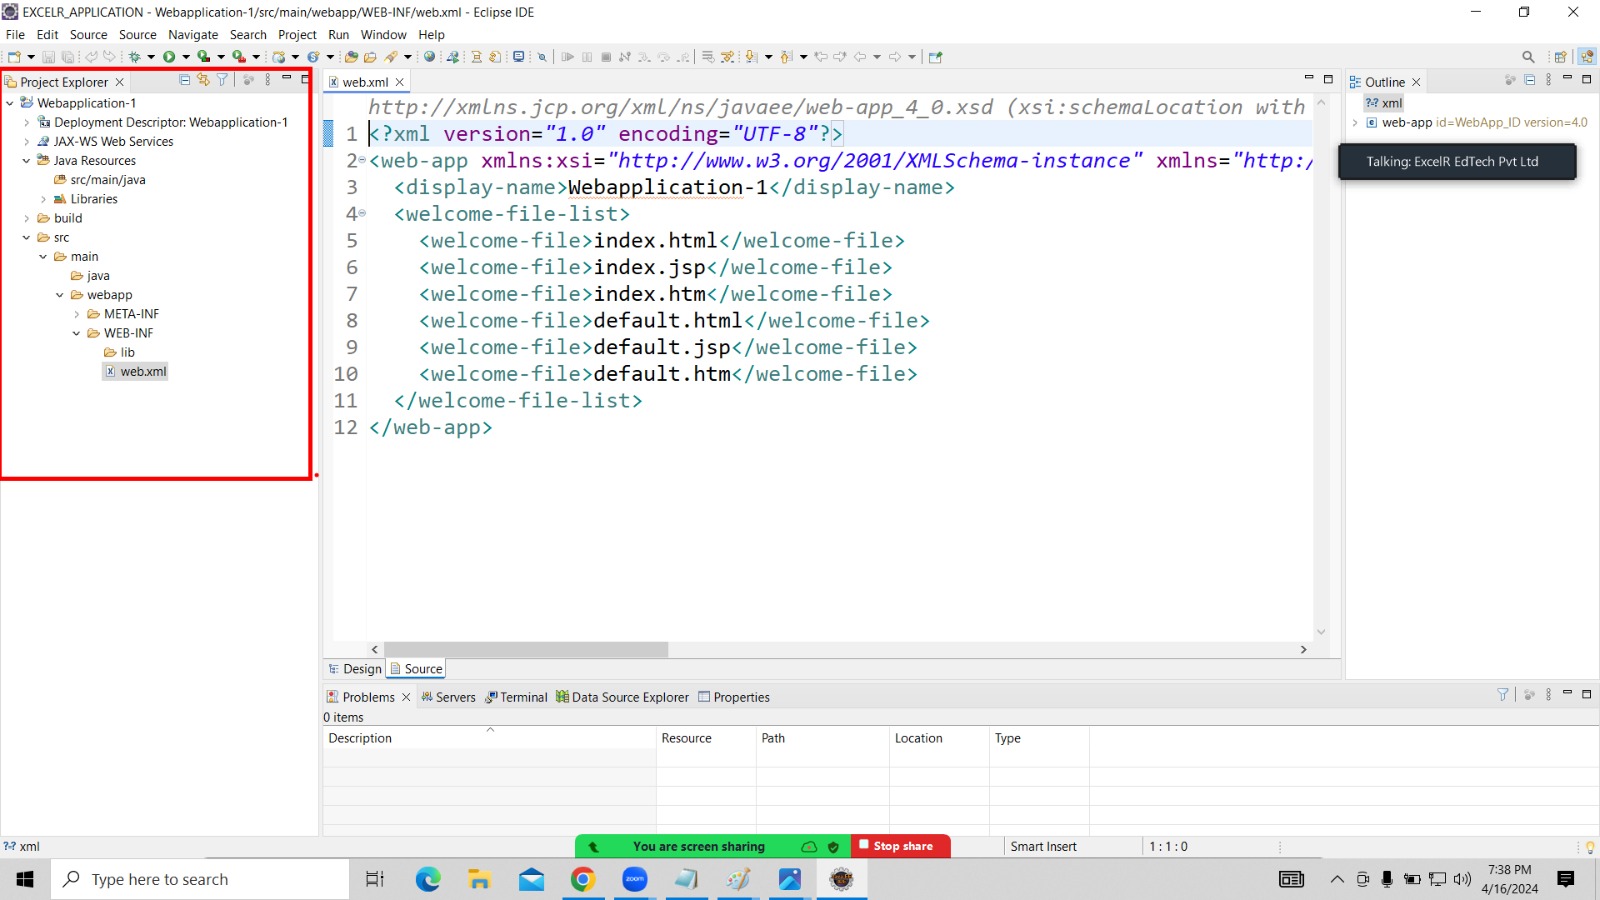 EXCELR_APPLICATION - Webapplication-1/src/main/webapp/WEB-INF/web.xml - Eclipse IDE
File Edit Source Source Navigate Search Project Run Window Help
Project Explorer
Webapplication-1
Deployment Descriptor: Webapplication-1
JAX-WS Web Services
Java Resources
src/main/java
Libraries
build
src
main
java
webapp
META-INF
WEB-INF
lib
web.xml
web.xml
http://xmlns.jcp.org/xml/ns/javaee/web-app_4_0.xsd (xsi:schemaLocation with
1 <?xml version="1.0" encoding="UTF-8"?>
2 <web-app xmlns:xsi="http://www.w3.org/2001/XMLSchema-instance" xmlns="http:/
3 <display-name>Webapplication-1</display-name>
4 <welcome-file-list>
5 <welcome-file>index.html</welcome-file>
6 <welcome-file>index.jsp</welcome-file>
7 <welcome-file>index.htm</welcome-file>
8 <welcome-file>default.html</welcome-file>
9 <welcome-file>default.jsp</welcome-file>
10 <welcome-file>default.htm</welcome-file>
11 </welcome-file-list>
12 </web-app>
Design Source
Outline
?-? xml
web-app id=WebApp_ID version=4.0
Talking: ExcelR EdTech Pvt Ltd
Problems Servers Terminal Data Source Explorer Properties
0 items
Description Resource Path Location Type
?-? xml
You are screen sharing Stop share
Smart Insert 1 : 1 : 0
Type here to search
zoom
7:38 PM
4/16/2024